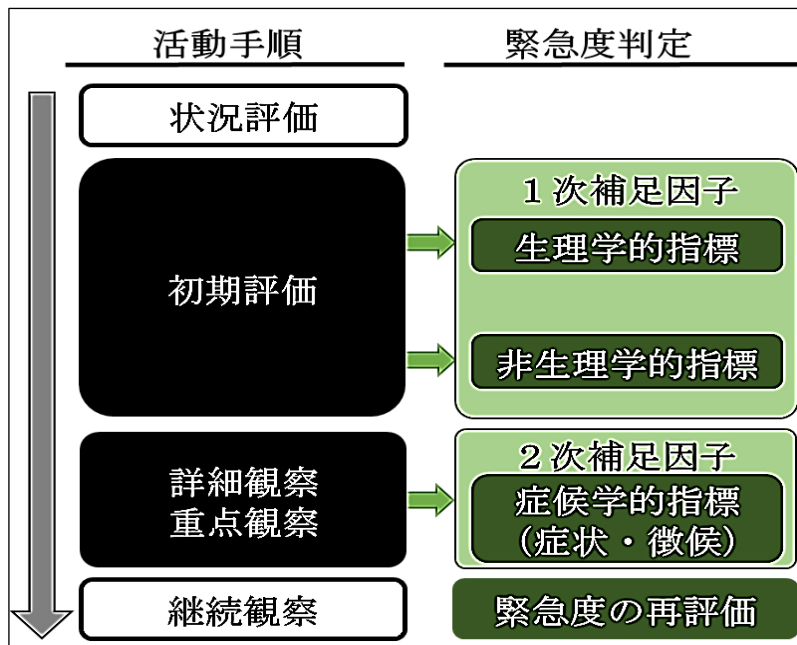 活動手順
緊急度判定
状況評価
初期評価
1次補足因子
生理学的指標
非生理学的指標
詳細観察
重点観察
2次補足因子
症候学的指標
(症状・徴候)
継続観察
緊急度の再評価